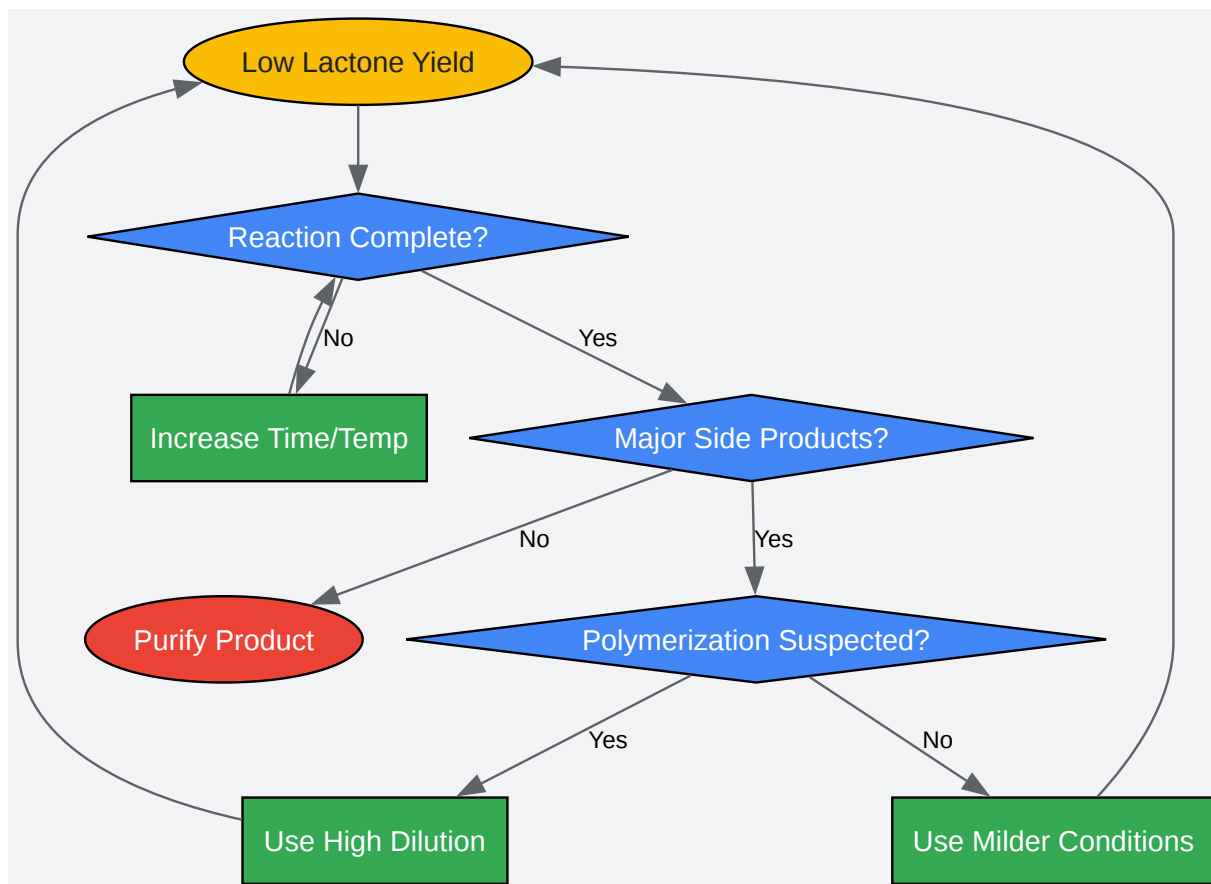 Low Lactone Yield
Reaction Complete?
No
Yes
Increase Time/Temp
Major Side Products?
No
Yes
Purify Product
Polymerization Suspected?
Yes
No
Use High Dilution
Use Milder Conditions